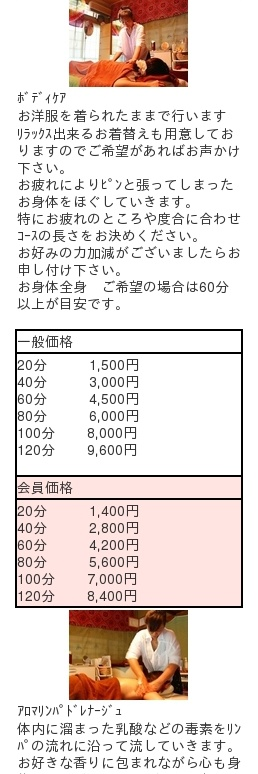 ﾎﾞﾃﾞｨｹｱ
お洋服を着られたままで行います
ﾘﾗｯｸｽ出来るお着替えも用意してお
りますのでご希望があればお声かけ
下さい。
お疲れによりﾋﾟﾝと張ってしまった
お身体をほぐしていきます。
特にお疲れのところや度合に合わせ
ｺｰｽの長さをお決めください。
お好みの力加減がございましたらお
申し付け下さい。
お身体全身　ご希望の場合は60分
以上が目安です。
一般価格
20分 1,500円
40分 3,000円
60分 4,500円
80分 6,000円
100分 8,000円
120分 9,600円
会員価格
20分 1,400円
40分 2,800円
60分 4,200円
80分 5,600円
100分 7,000円
120分 8,400円
ｱﾛﾏﾘﾝﾊﾟﾄﾞﾚﾅｰｼﾞｭ
体内に溜まった乳酸などの毒素をﾘﾝ
ﾊﾟの流れに沿って流していきます。
お好きな香りに包まれながら心も身